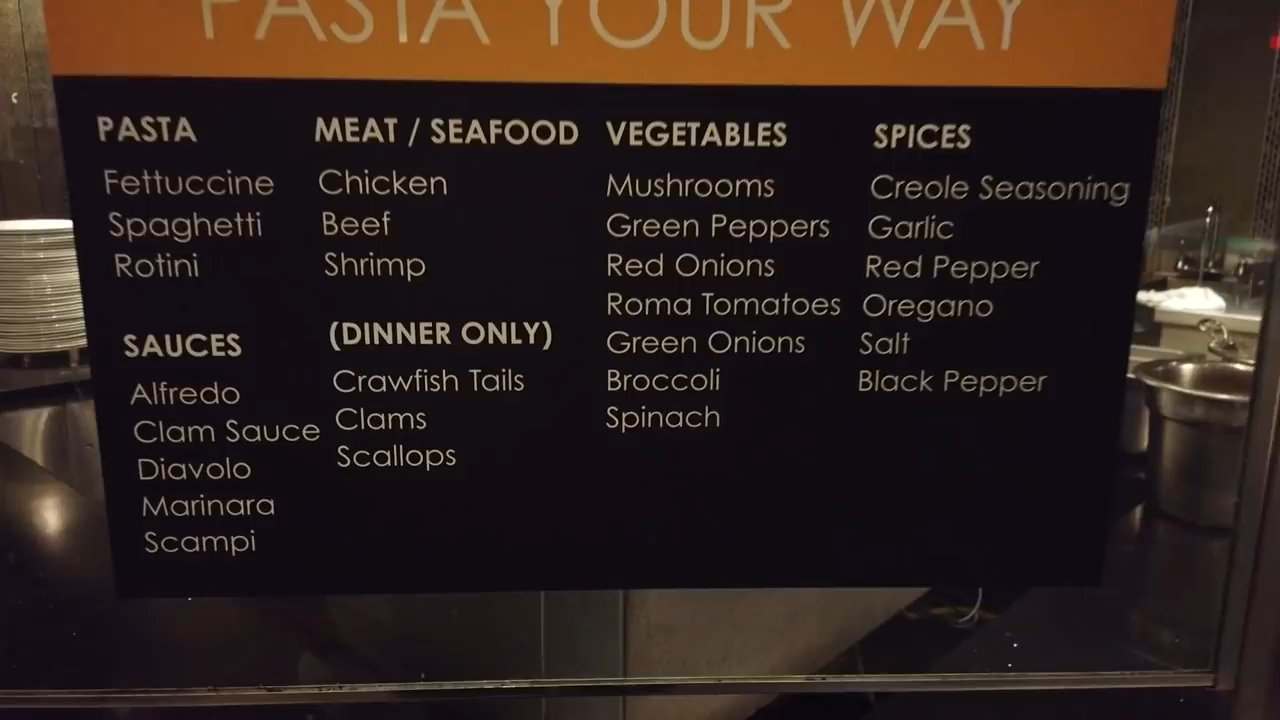 PASTA YOUR WAY
PASTA
Fettuccine
Spaghetti
Rotini
SAUCES
Alfredo
Clam Sauce
Diavolo
Marinara
Scampi
MEAT / SEAFOOD
Chicken
Beef
Shrimp
(DINNER ONLY)
Crawfish Tails
Clams
Scallops
VEGETABLES
Mushrooms
Green Peppers
Red Onions
Roma Tomatoes
Green Onions
Broccoli
Spinach
SPICES
Creole Seasoning
Garlic
Red Pepper
Oregano
Salt
Black Pepper